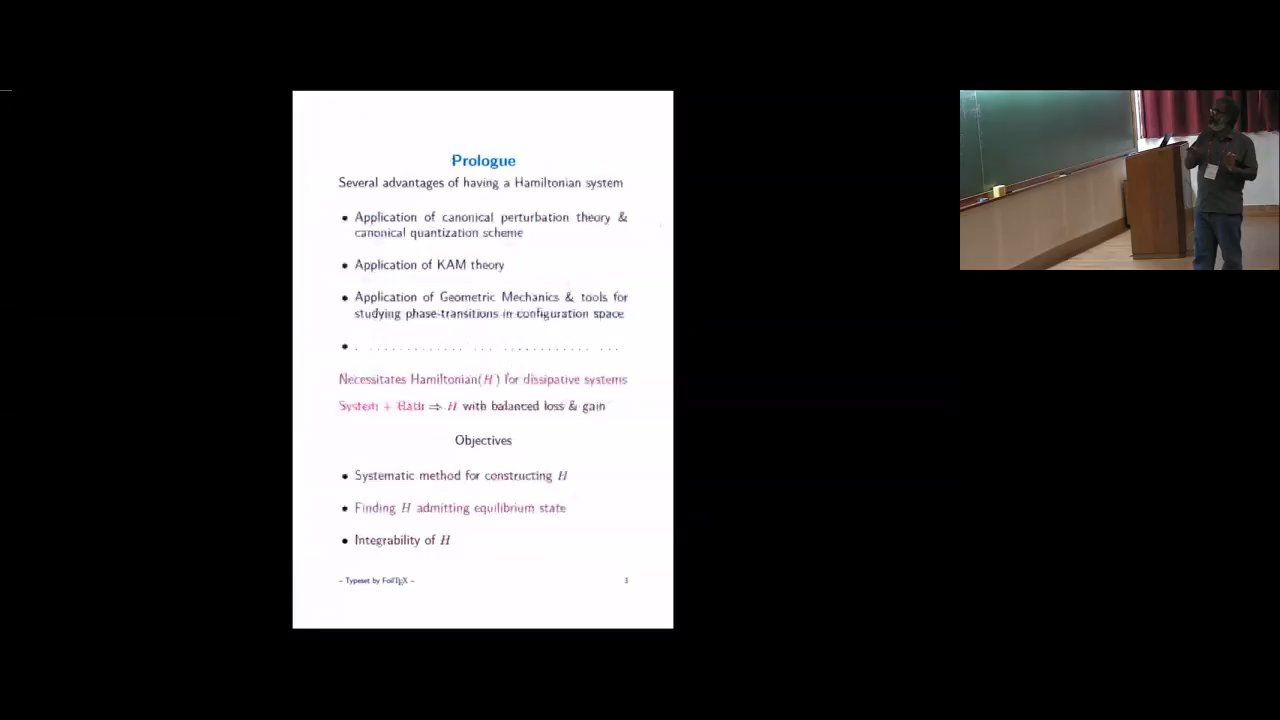 Prologue
Several advantages of having a Hamiltonian system
• Application of canonical perturbation theory &
canonical quantization scheme
• Application of KAM theory
• Application of Geometric Mechanics & tools for
studying phase-transitions in configuration space
• . . . . . . . . . . . . . . . . . . . . . . . . . . . . . .
Necessitates Hamiltonian(H) for dissipative systems
System + Bath ⇒ H with balanced loss & gain
Objectives
• Systematic method for constructing H
• Finding H admitting equilibrium state
• Integrability of H
– Typeset by FoilTEX –
3